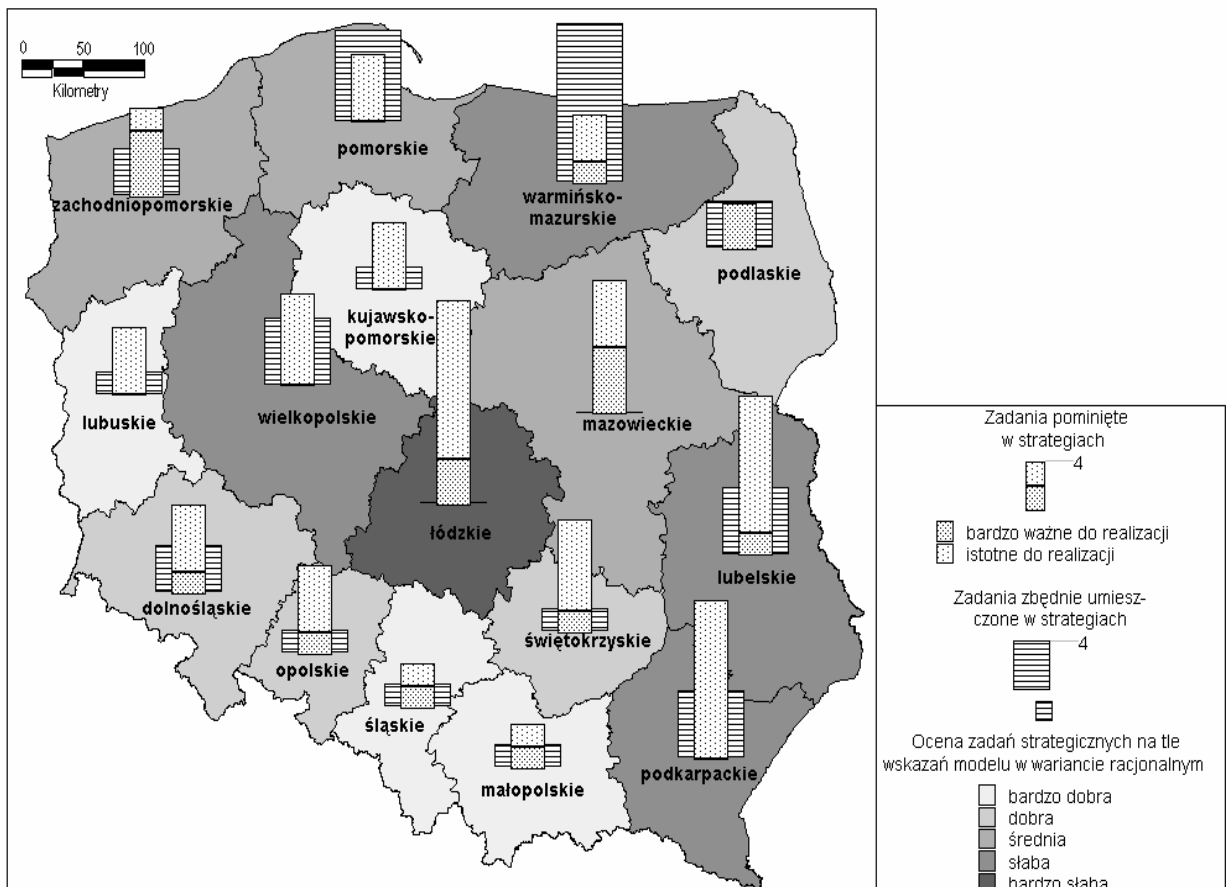 0 50 100
Kilometry
pomorskie
zachodniopomorskie
warmińsko-
mazurskie
podlaskie
kujawsko-
pomorskie
lubuskie
wielkopolskie
mazowieckie
łódzkie
lubelskie
dolnośląskie
opolskie
świętokrzyskie
śląskie
małopolskie
podkarpackie
Zadania pominięte
w strategiach
4
bardzo ważne do realizacji
istotne do realizacji
Zadania zbędnie umiesz-
czone w strategiach
4
Ocena zadań strategicznych na tle
wskazań modelu w wariancie racjonalnym
bardzo dobra
dobra
średnia
słaba
bardzo słaba